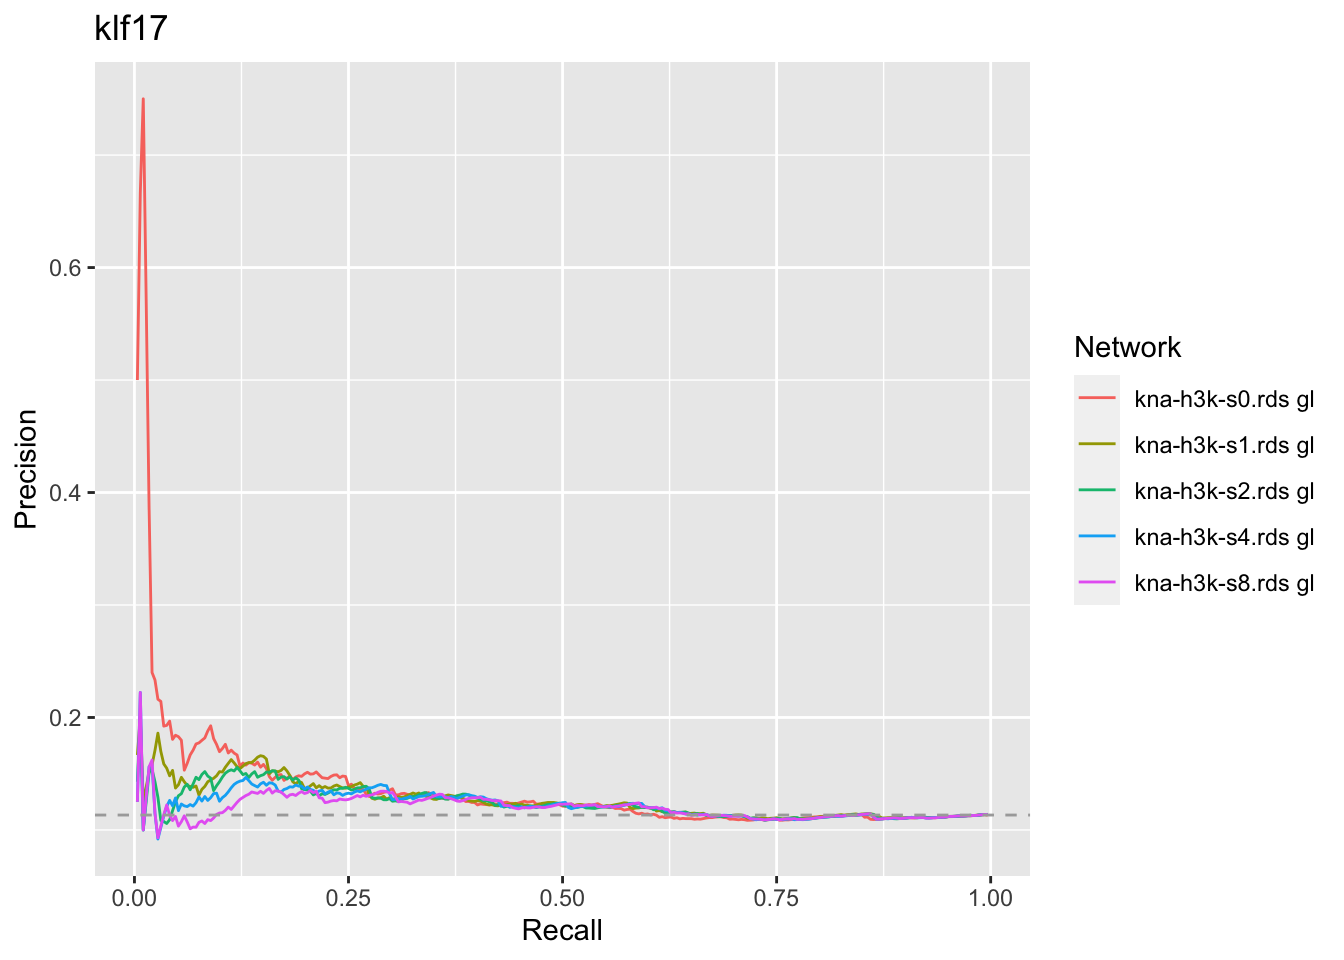 klf17
Precision
0.6
0.4
0.2
0.00
0.25
0.50
0.75
1.00
Recall
Network
kna-h3k-s0.rds gl
kna-h3k-s1.rds gl
kna-h3k-s2.rds gl
kna-h3k-s4.rds gl
kna-h3k-s8.rds gl